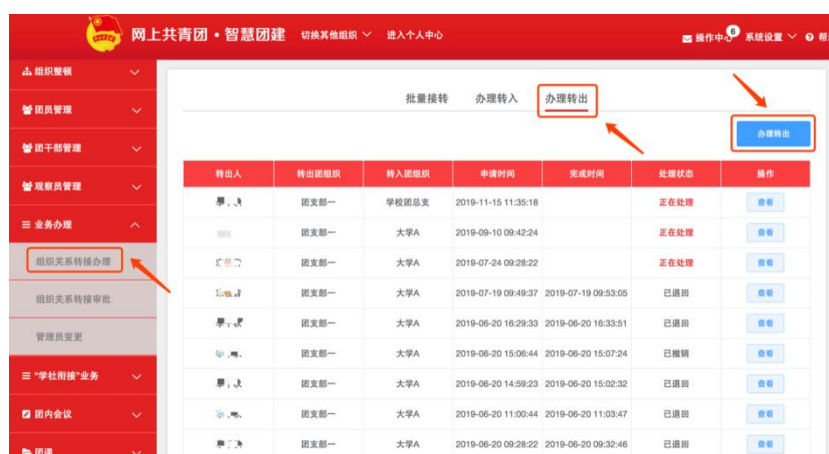 网上共青团•智慧团建 切换其他组织 进入个人中心 操作中心 6 系统设置 帮
组织整顿
团员管理
团干部管理
观察员管理
业务办理
组织关系转接办理
组织关系转接审批
管理员变更
"学社衔接"业务
团内会议
团课
批量接转 办理转入 办理转出
办理转出
转出人 转出团组织 转入团组织 申请时间 完成时间 处理状态 操作
团支部一 学校团总支 2019-11-15 11:35:18 正在处理 查看
团支部一 大学A 2019-09-10 09:42:24 正在处理 查看
团支部一 大学A 2019-07-24 09:28:22 正在处理 查看
团支部一 大学A 2019-07-19 09:49:37 2019-07-19 09:53:05 已退回 查看
团支部一 大学A 2019-06-20 16:29:33 2019-06-20 16:33:51 已退回 查看
团支部一 大学A 2019-06-20 15:06:44 2019-06-20 15:07:24 已撤销 查看
团支部一 大学A 2019-06-20 14:59:23 2019-06-20 15:02:32 已退回 查看
团支部一 大学A 2019-06-20 11:00:44 2019-06-20 11:03:47 已退回 查看
团支部一 大学A 2019-06-20 09:28:22 2019-06-20 09:32:46 已退回 查看